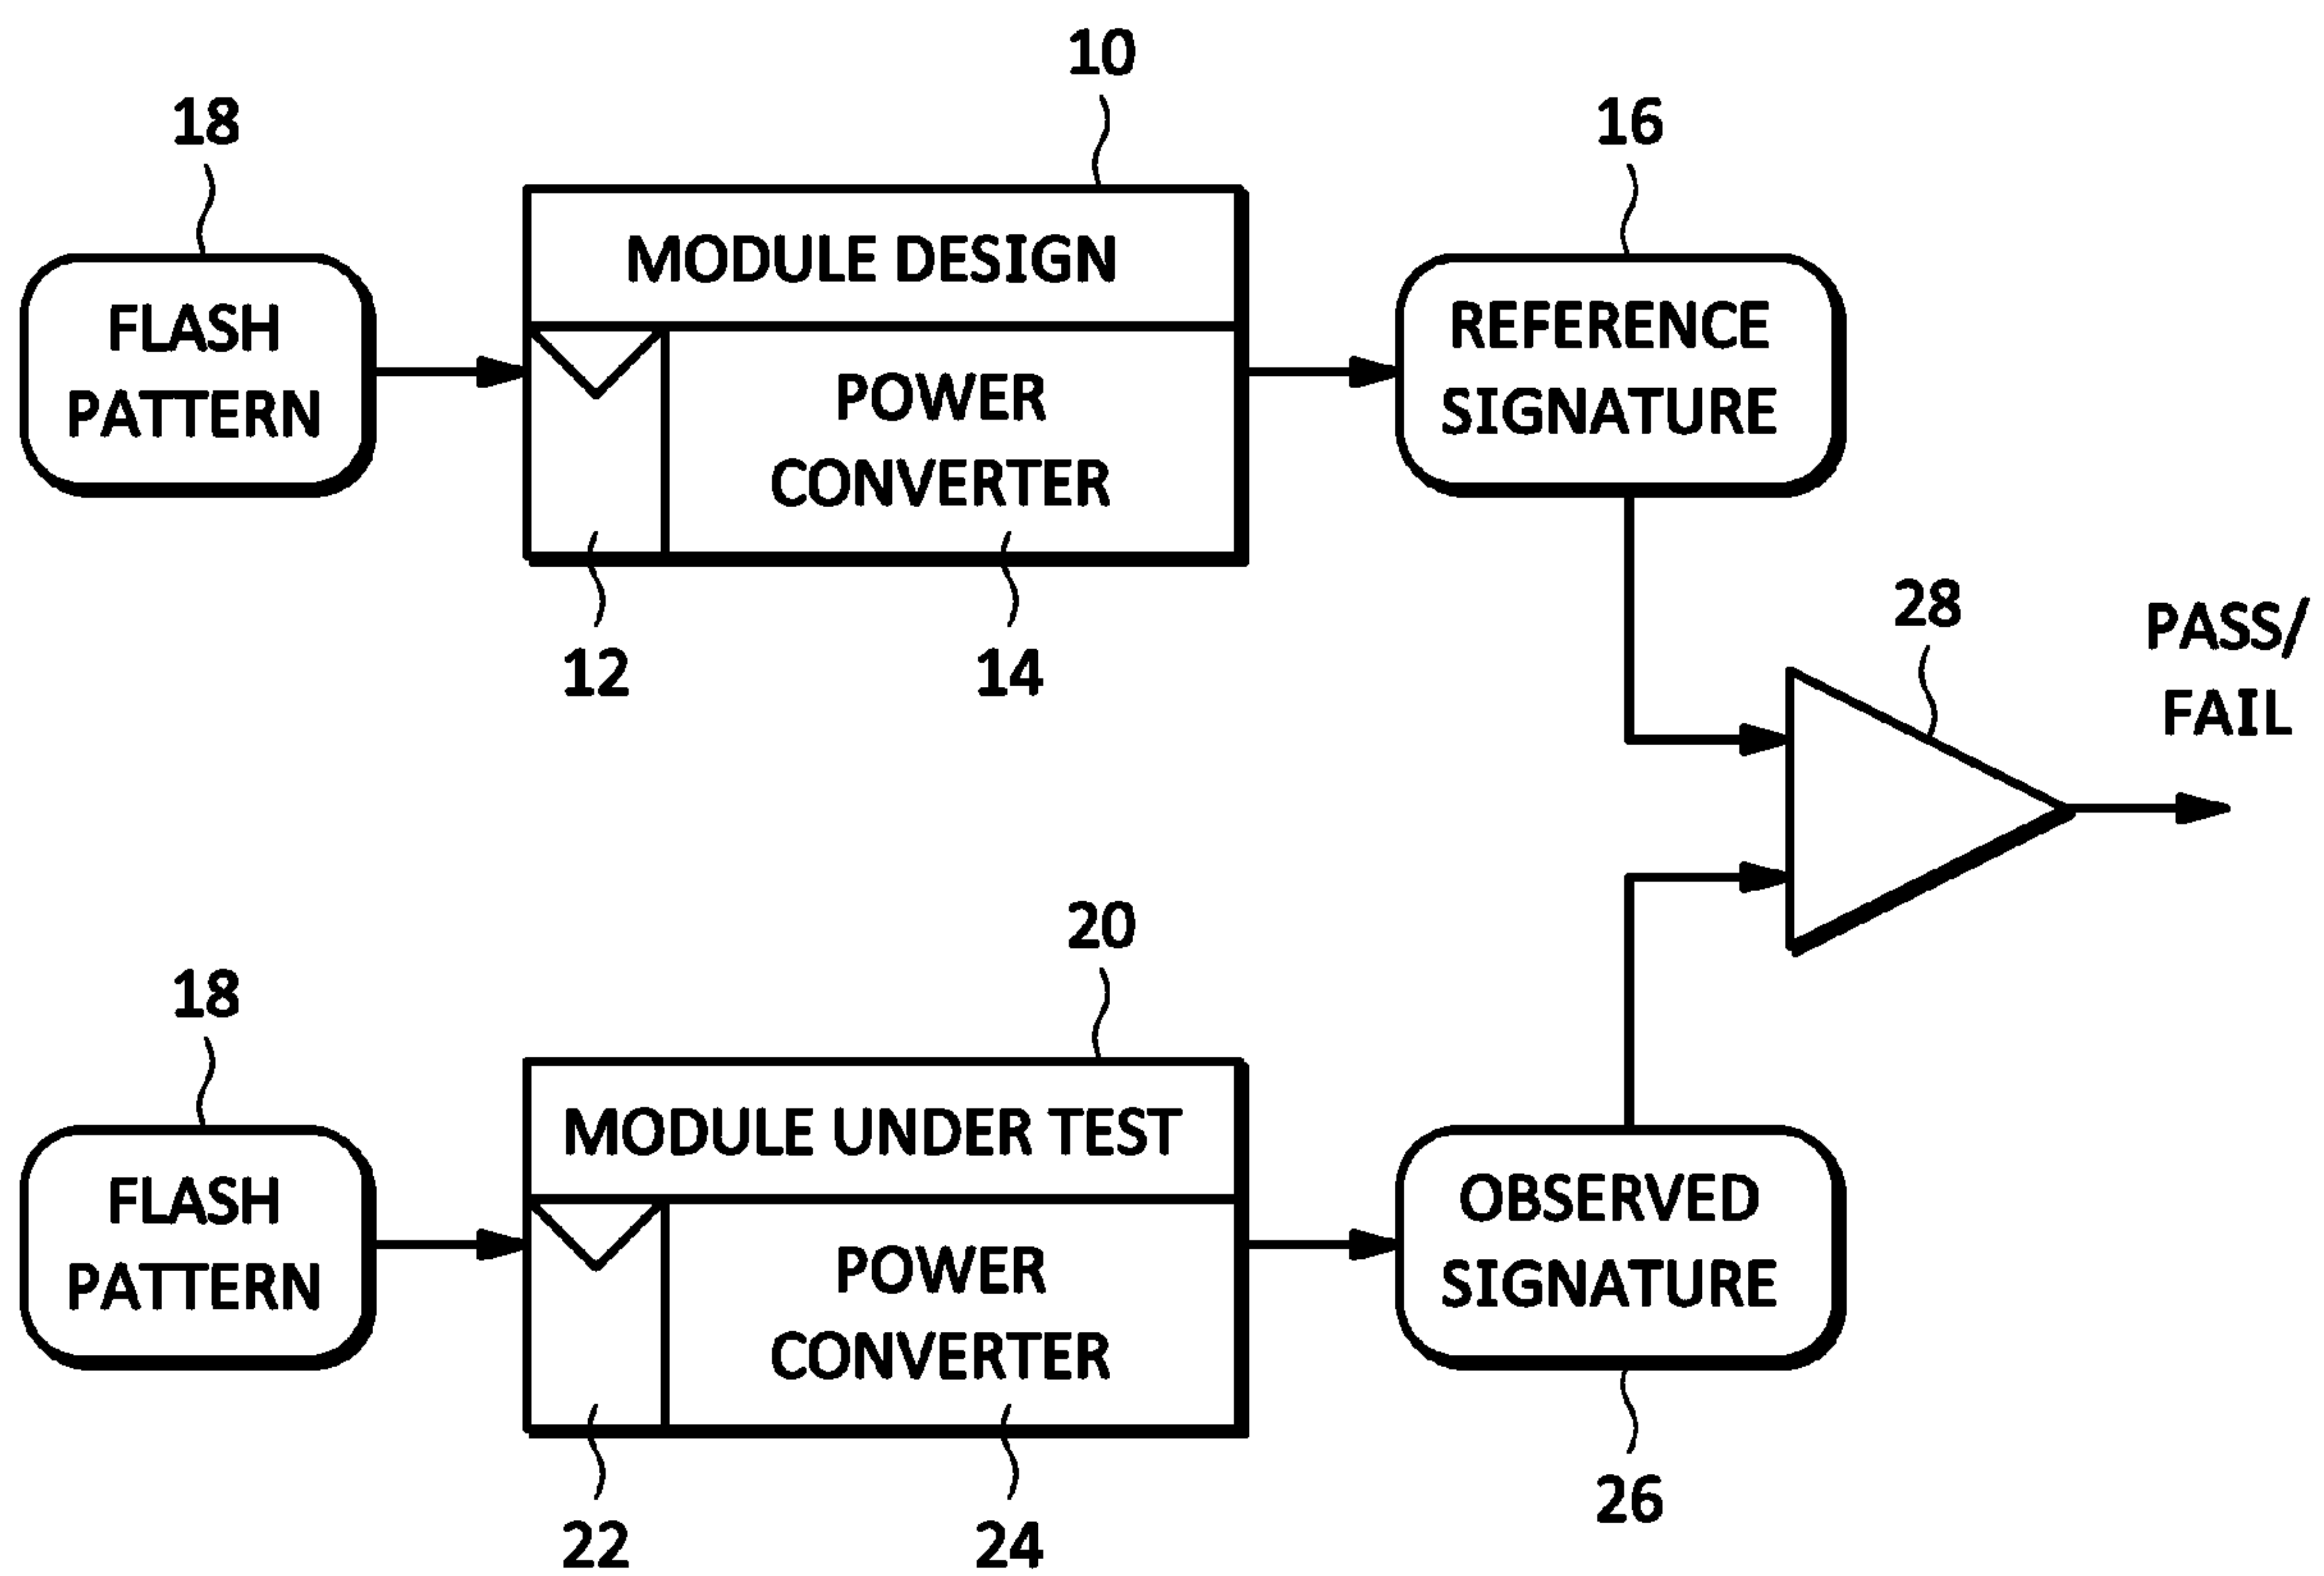 10
18
16
MODULE DESIGN
FLASH
PATTERN
POWER
CONVERTER
REFERENCE
SIGNATURE
12
14
28
PASS/
FAIL
20
18
MODULE UNDER TEST
FLASH
PATTERN
POWER
CONVERTER
OBSERVED
SIGNATURE
22
24
26